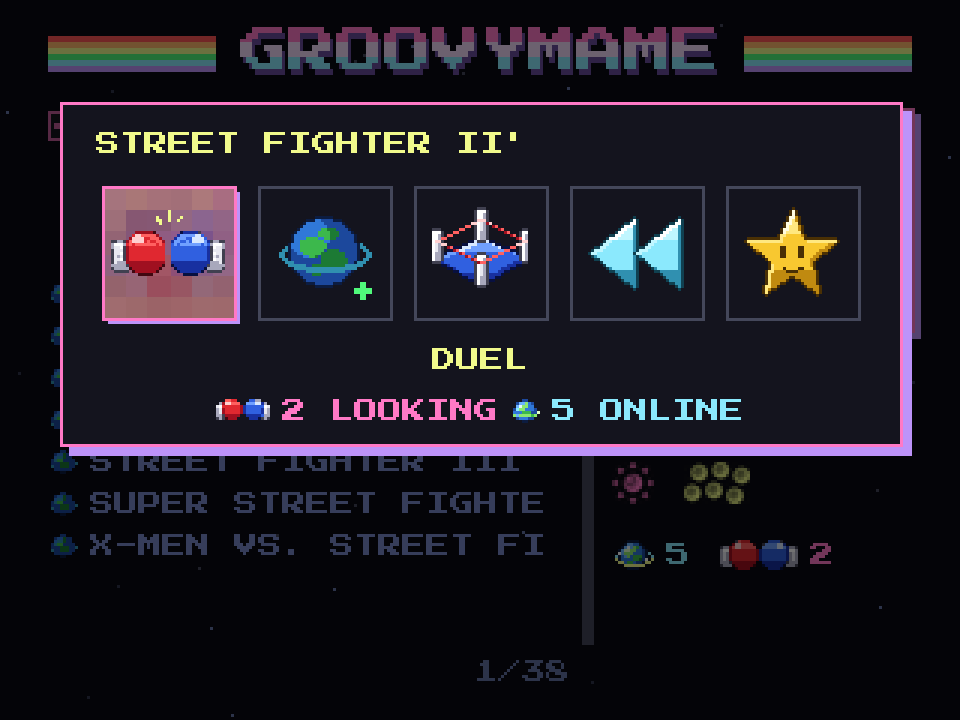 GROOVYMAME
STREET FIGHTER II'
DUEL
2 LOOKING 5 ONLINE
STREET FIGHTER III
SUPER STREET FIGHTE
X-MEN VS. STREET FI
5 2
1/38